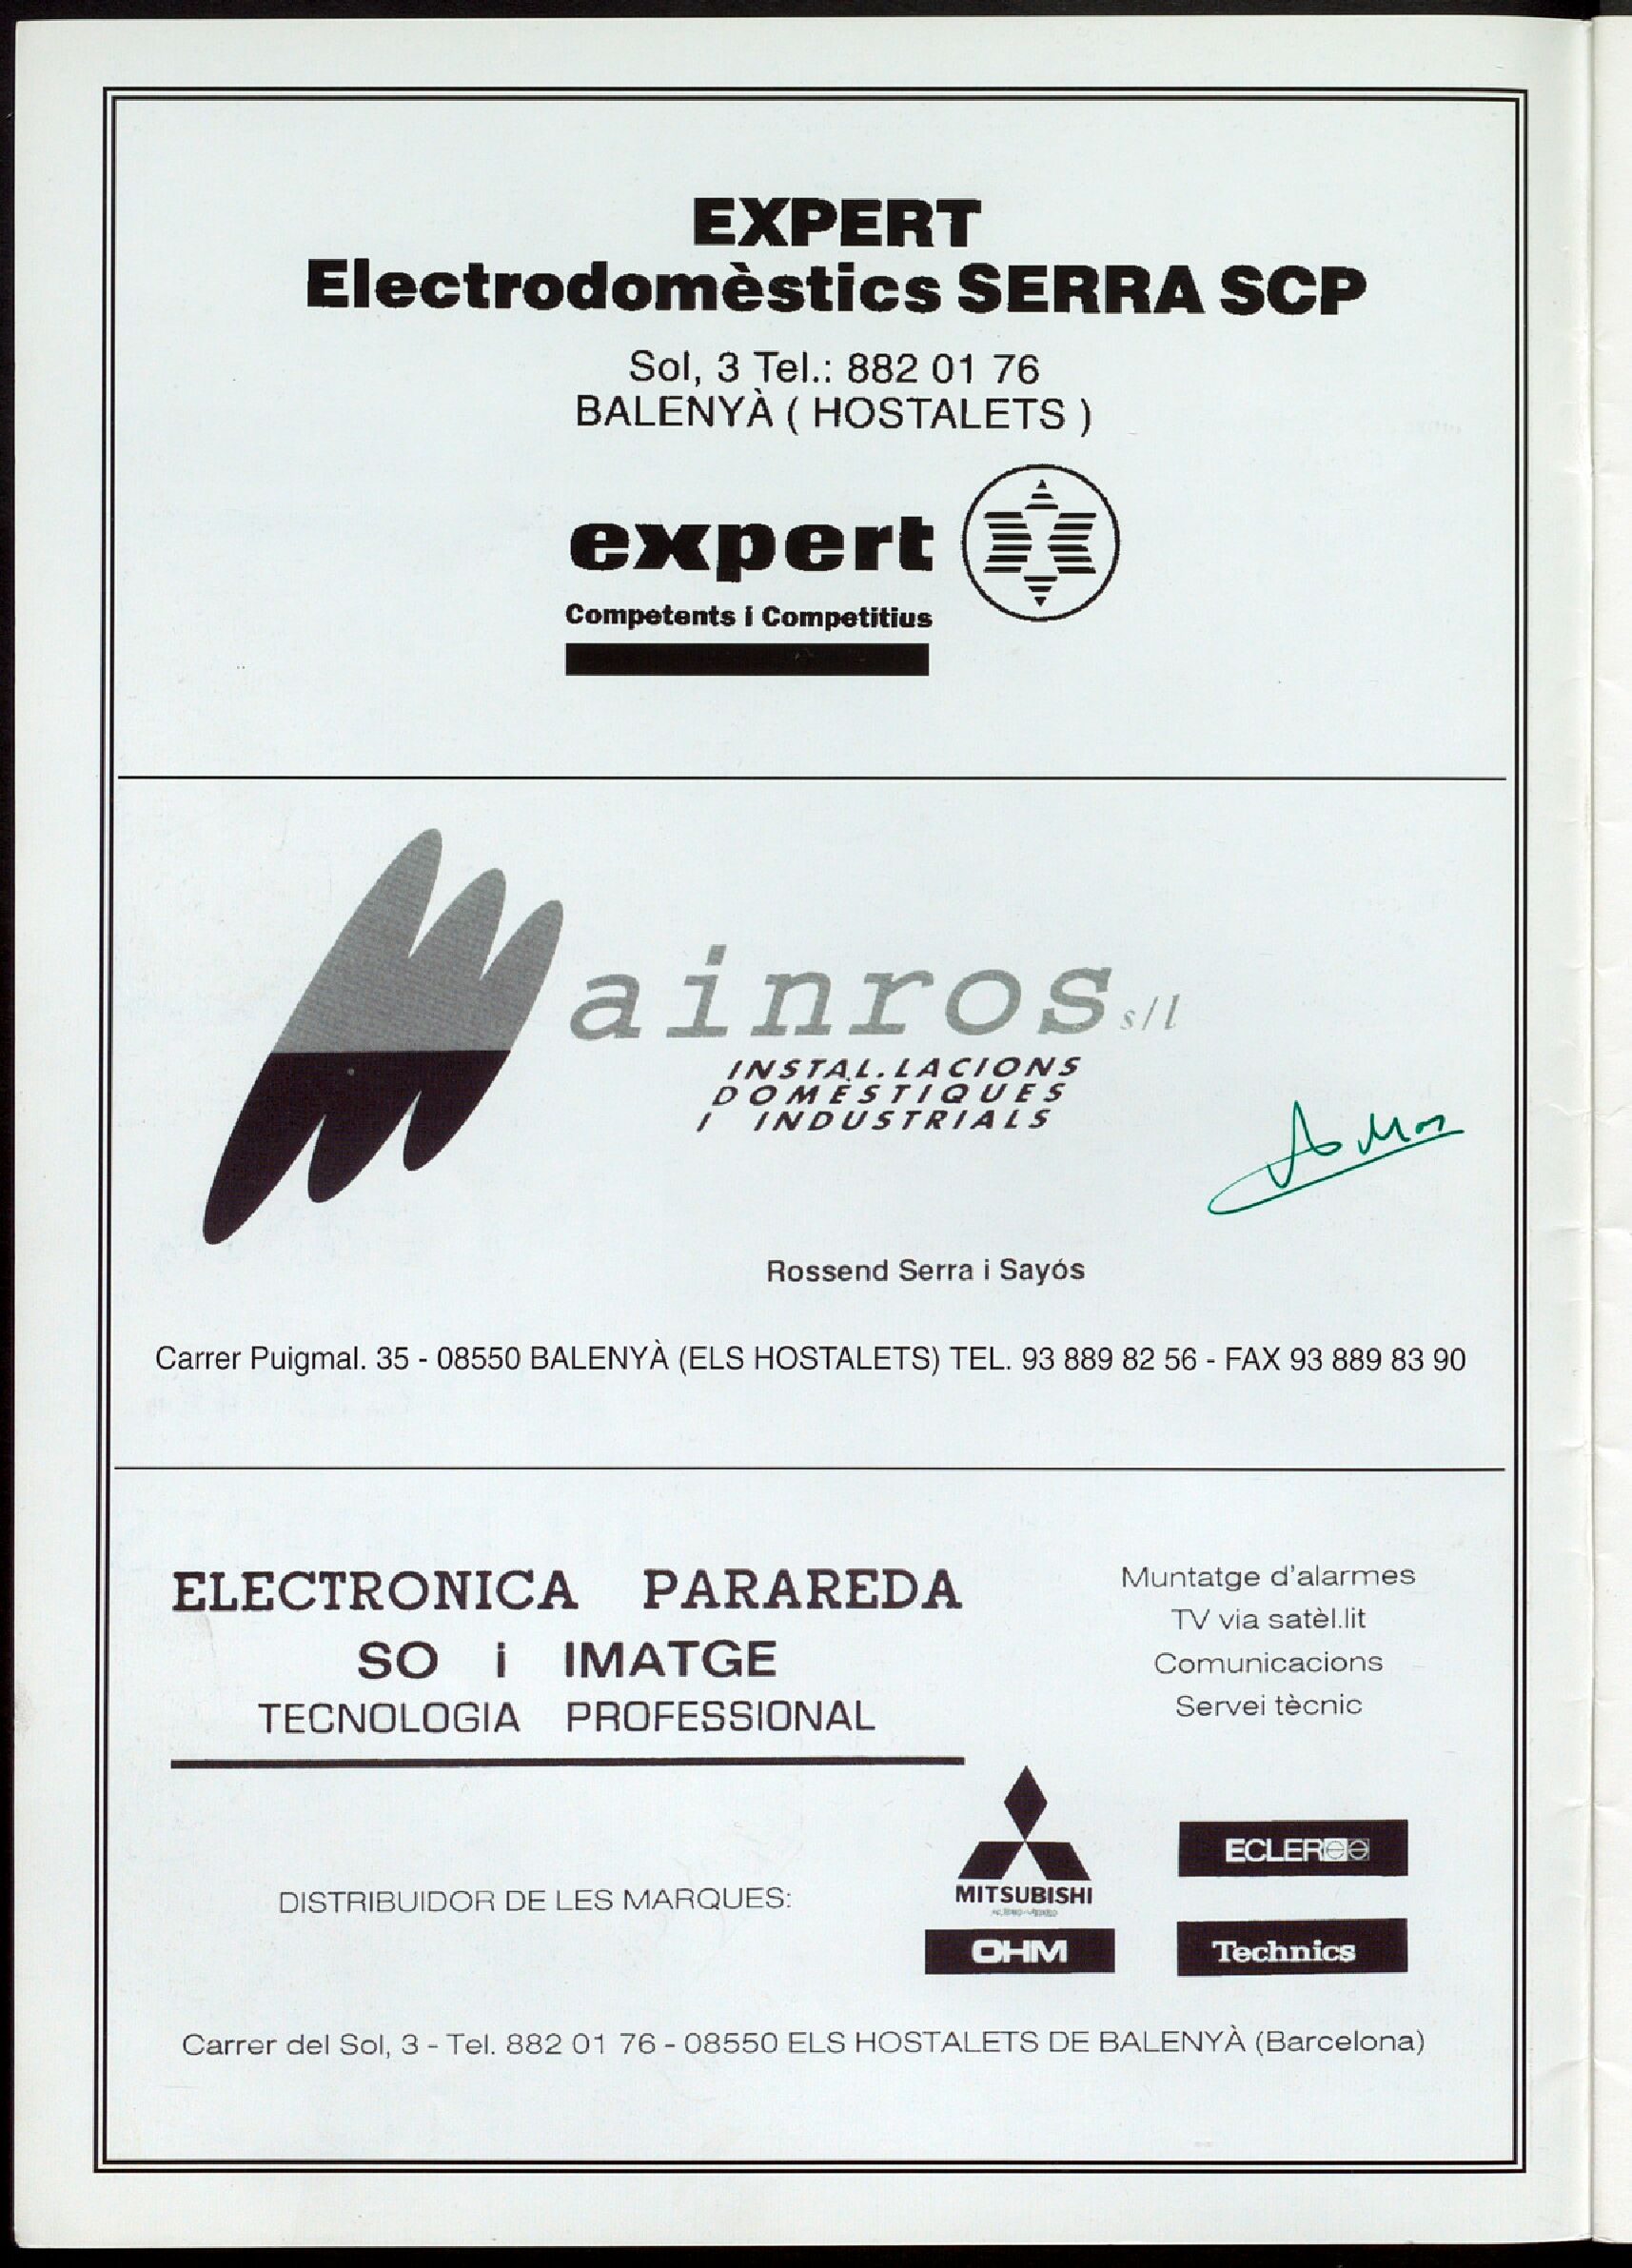 EXPERT
Electrodomèstics SERRA SCP
Sol, 3 Tel.: 882 01 76
BALENYÀ ( HOSTALETS )
expert
Competents i Competitius
ainros s/l
INSTAL.LACIONS
DOMÈSTIQUES
I INDUSTRIALS
Rossend Serra i Sayós
Carrer Puigmal. 35 - 08550 BALENYÀ (ELS HOSTALETS) TEL. 93 889 82 56 - FAX 93 889 83 90
ELECTRONICA PARAREDA
SO i IMATGE
TECNOLOGIA PROFESSIONAL
Muntatge d'alarmes
TV via satèl.lit
Comunicacions
Servei tècnic
DISTRIBUIDOR DE LES MARQUES:
MITSUBISHI
ECLER
OHM
Technics
Carrer del Sol, 3 - Tel. 882 01 76 - 08550 ELS HOSTALETS DE BALENYÀ (Barcelona)